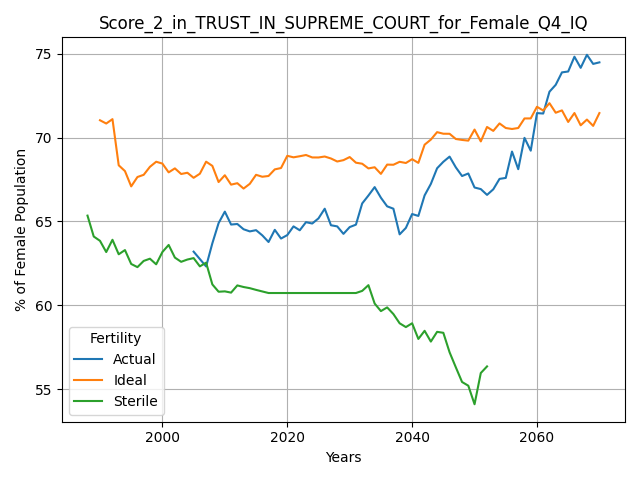 Score_2_in_TRUST_IN_SUPREME_COURT_for_Female_Q4_IQ
% of Female Population
75
70
65
60
55
Fertility
Actual
Ideal
Sterile
2000
2020
2040
2060
Years